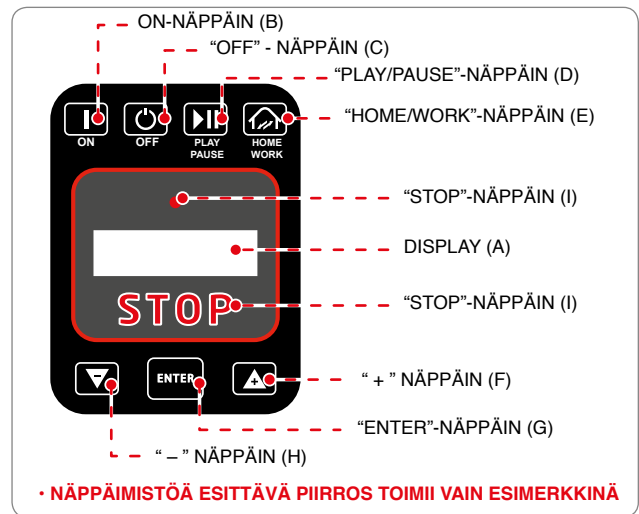 ON-NÄPPÄIN (B)
“OFF” - NÄPPÄIN (C)
“PLAY/PAUSE”-NÄPPÄIN (D)
“HOME/WORK”-NÄPPÄIN (E)
ON
OFF
PLAY
PAUSE
HOME
WORK
“STOP”-NÄPPÄIN (I)
DISPLAY (A)
STOP
“STOP”-NÄPPÄIN (I)
–
ENTER
+
“ + ” NÄPPÄIN (F)
“ENTER”-NÄPPÄIN (G)
“ – ” NÄPPÄIN (H)
• NÄPPÄIMISTÖÄ ESITTÄVÄ PIIRROS TOIMII VAIN ESIMERKKINÄ